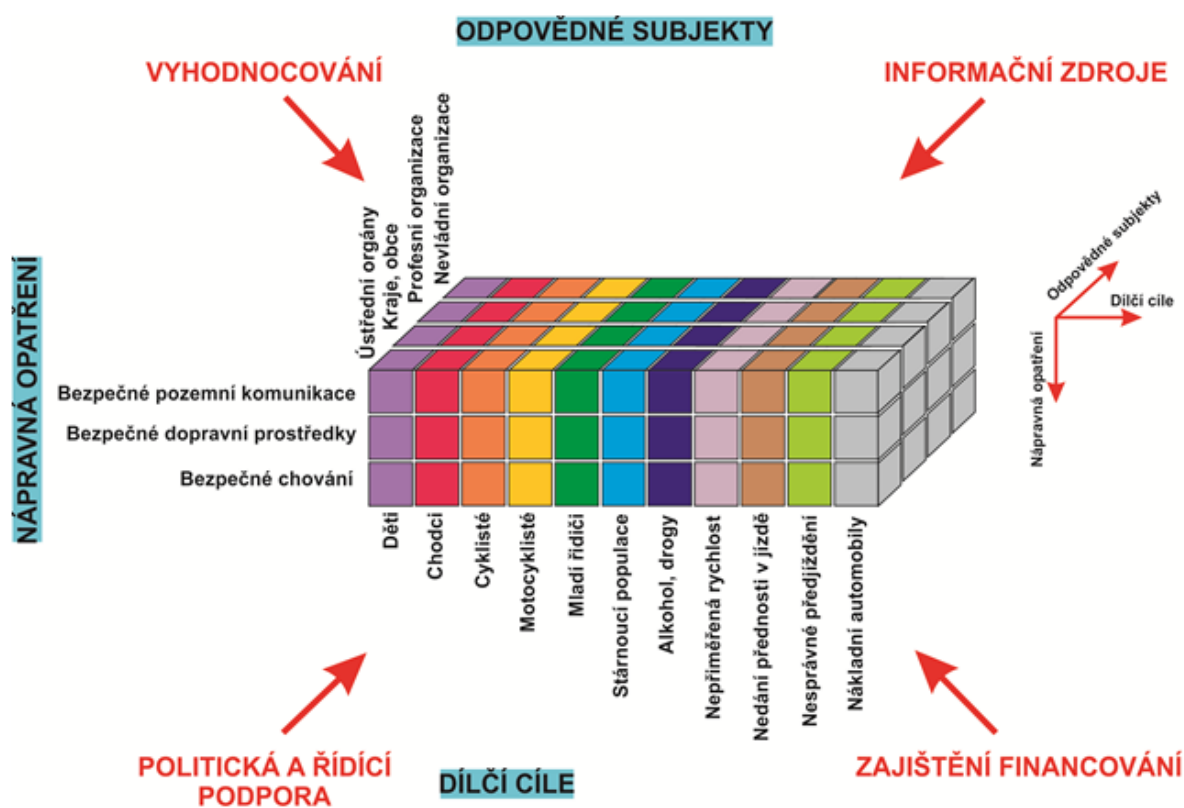 ODPOVĚDNÉ SUBJEKTY
VYHODNOCOVÁNÍ
INFORMAČNÍ ZDROJE
Ústřední orgány
Kraje, obce
Profesní organizace
Nevládní organizace
Odpovědné subjekty
Dílčí cíle
Nápravná opatření
NÁPRAVNÁ OPATŘENÍ
Bezpečné pozemní komunikace
Bezpečné dopravní prostředky
Bezpečné chování
Děti
Chodci
Cyklisté
Motocyklisté
Mladí řidiči
Stárnoucí populace
Alkohol, drogy
Nepřiměřená rychlost
Nedání přednosti v jízdě
Nesprávné předjíždění
Nákladní automobily
POLITICKÁ A ŘÍDÍCÍ
PODPORA
DÍLČÍ CÍLE
ZAJIŠTĚNÍ FINANCOVÁNÍ